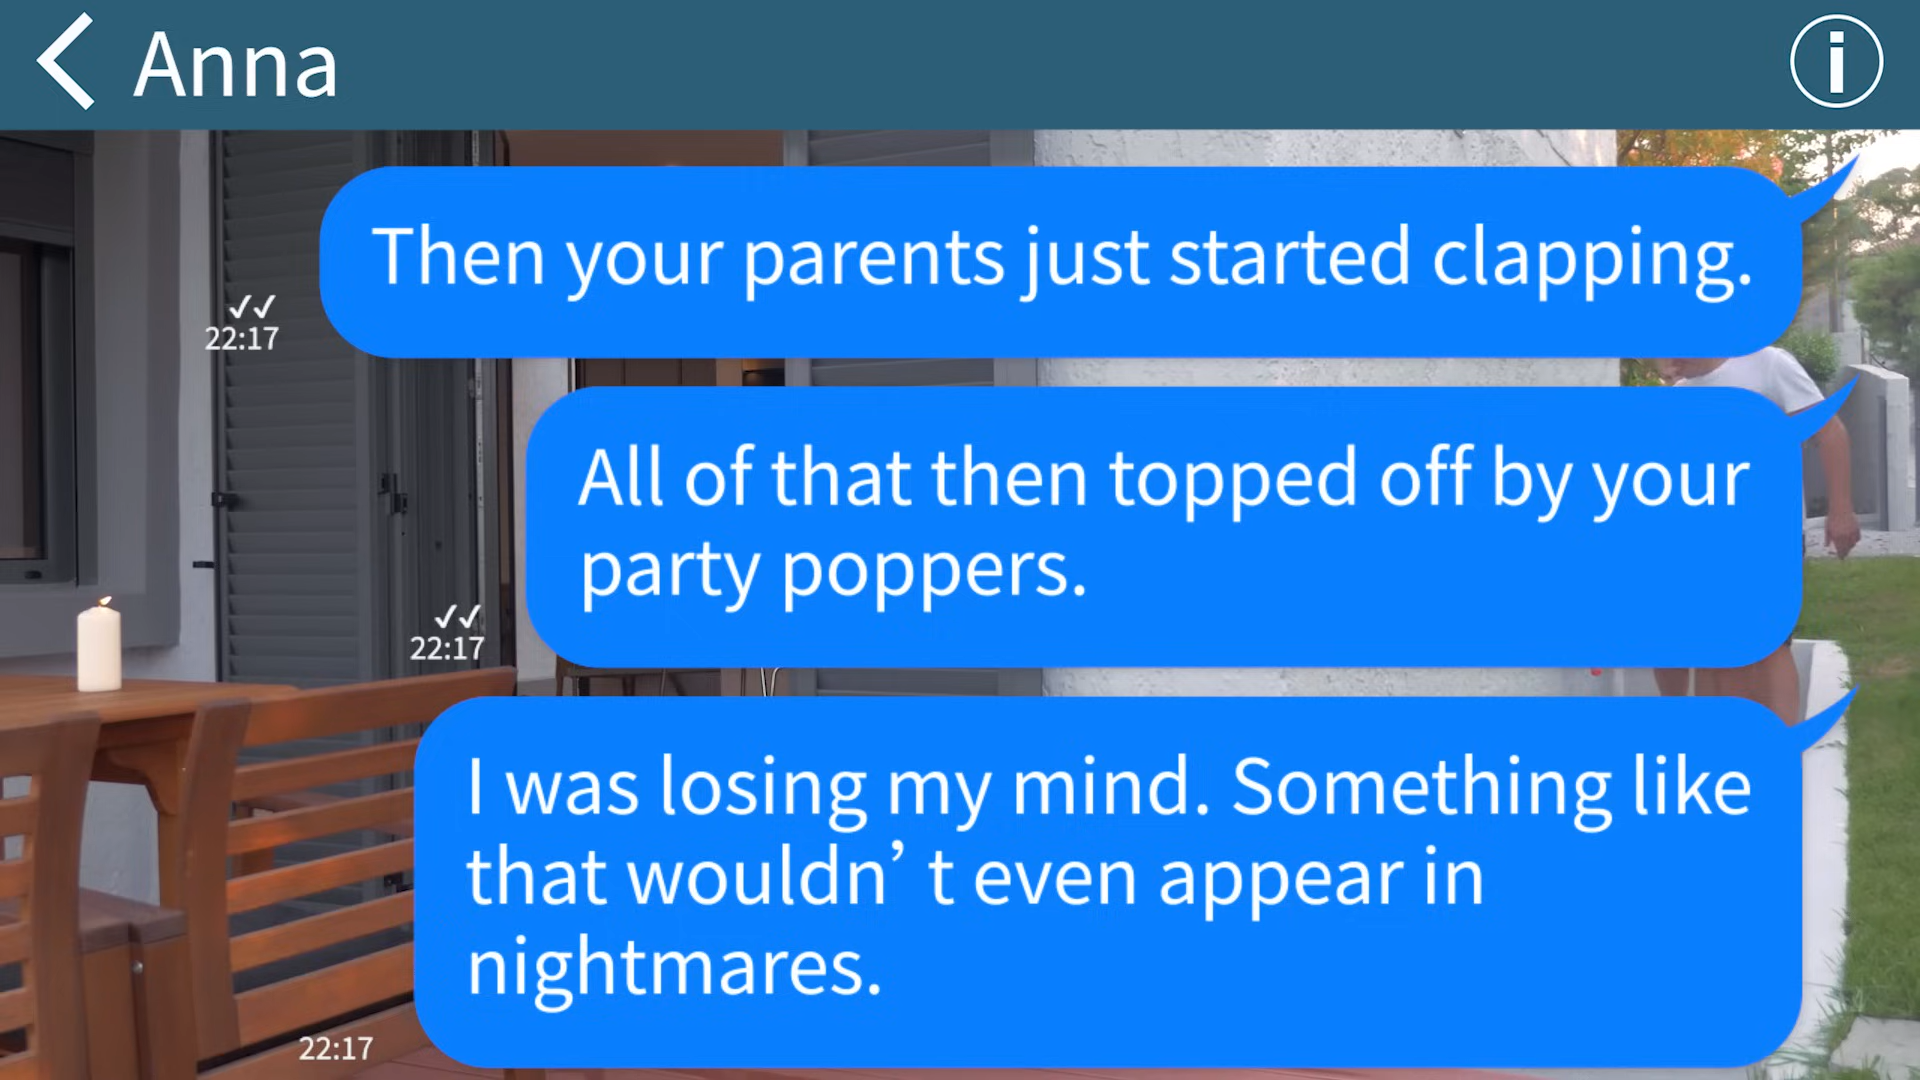 Anna
Then your parents just started clapping.
22:17
All of that then topped off by your
party poppers.
22:17
I was losing my mind. Something like
that wouldn’ t even appear in
nightmares.
22:17